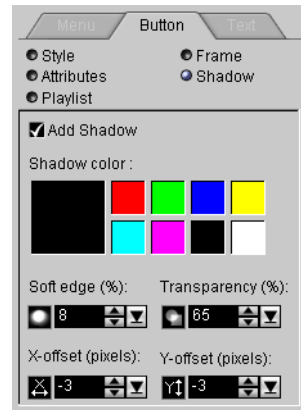 Menu Button Text
Style Frame
Attributes Shadow
Playlist
Add Shadow
Shadow color :
Soft edge (%): Transparency (%):
8 65
X-offset (pixels): Y-offset (pixels):
X -3 Y -3